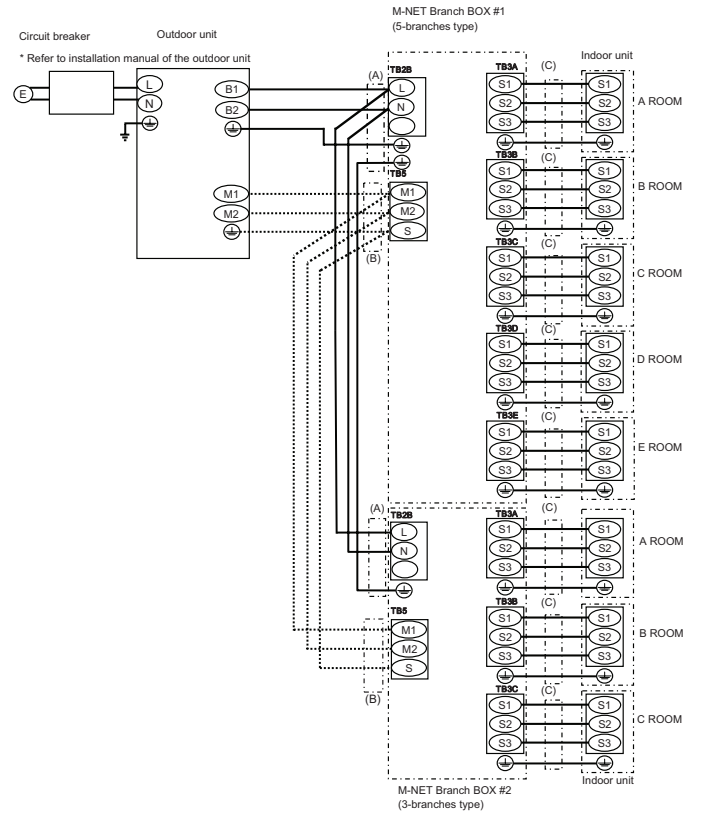 M-NET Branch BOX #1
(5-branches type)
Circuit breaker
Outdoor unit
* Refer to installation manual of the outdoor unit
Indoor unit
E
L
N
B1
B2
M1
M2
(A)
TB2B
L
N
TB5
M1
M2
S
(B)
TB3A
(C)
S1
S1
S2
S2
S3
S3
A ROOM
TB3B
(C)
S1
S1
S2
S2
S3
S3
B ROOM
TB3C
(C)
S1
S1
S2
S2
S3
S3
C ROOM
TB3D
(C)
S1
S1
S2
S2
S3
S3
D ROOM
TB3E
(C)
S1
S1
S2
S2
S3
S3
E ROOM
(A)
TB2B
L
N
TB5
M1
M2
S
(B)
TB3A
(C)
S1
S1
S2
S2
S3
S3
A ROOM
TB3B
(C)
S1
S1
S2
S2
S3
S3
B ROOM
TB3C
(C)
S1
S1
S2
S2
S3
S3
C ROOM
Indoor unit
M-NET Branch BOX #2
(3-branches type)